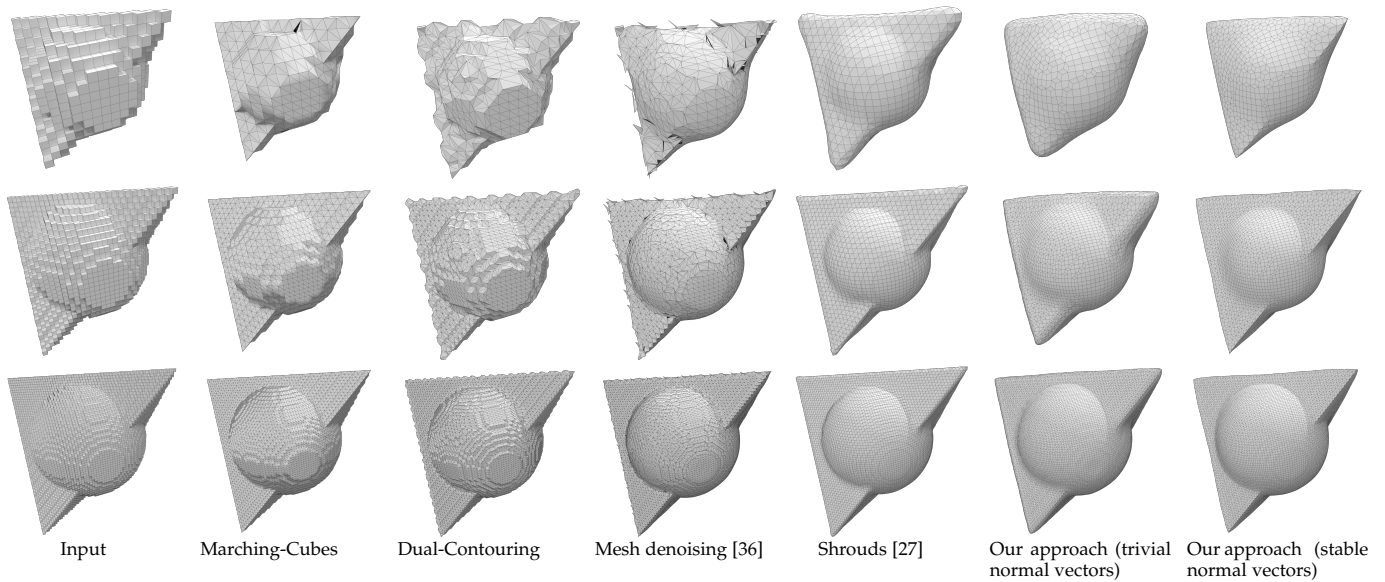 Input
Marching-Cubes
Dual-Contouring
Mesh denoising [36]
Shrouds [27]
Our approach (trivial
normal vectors)
Our approach (stable
normal vectors)